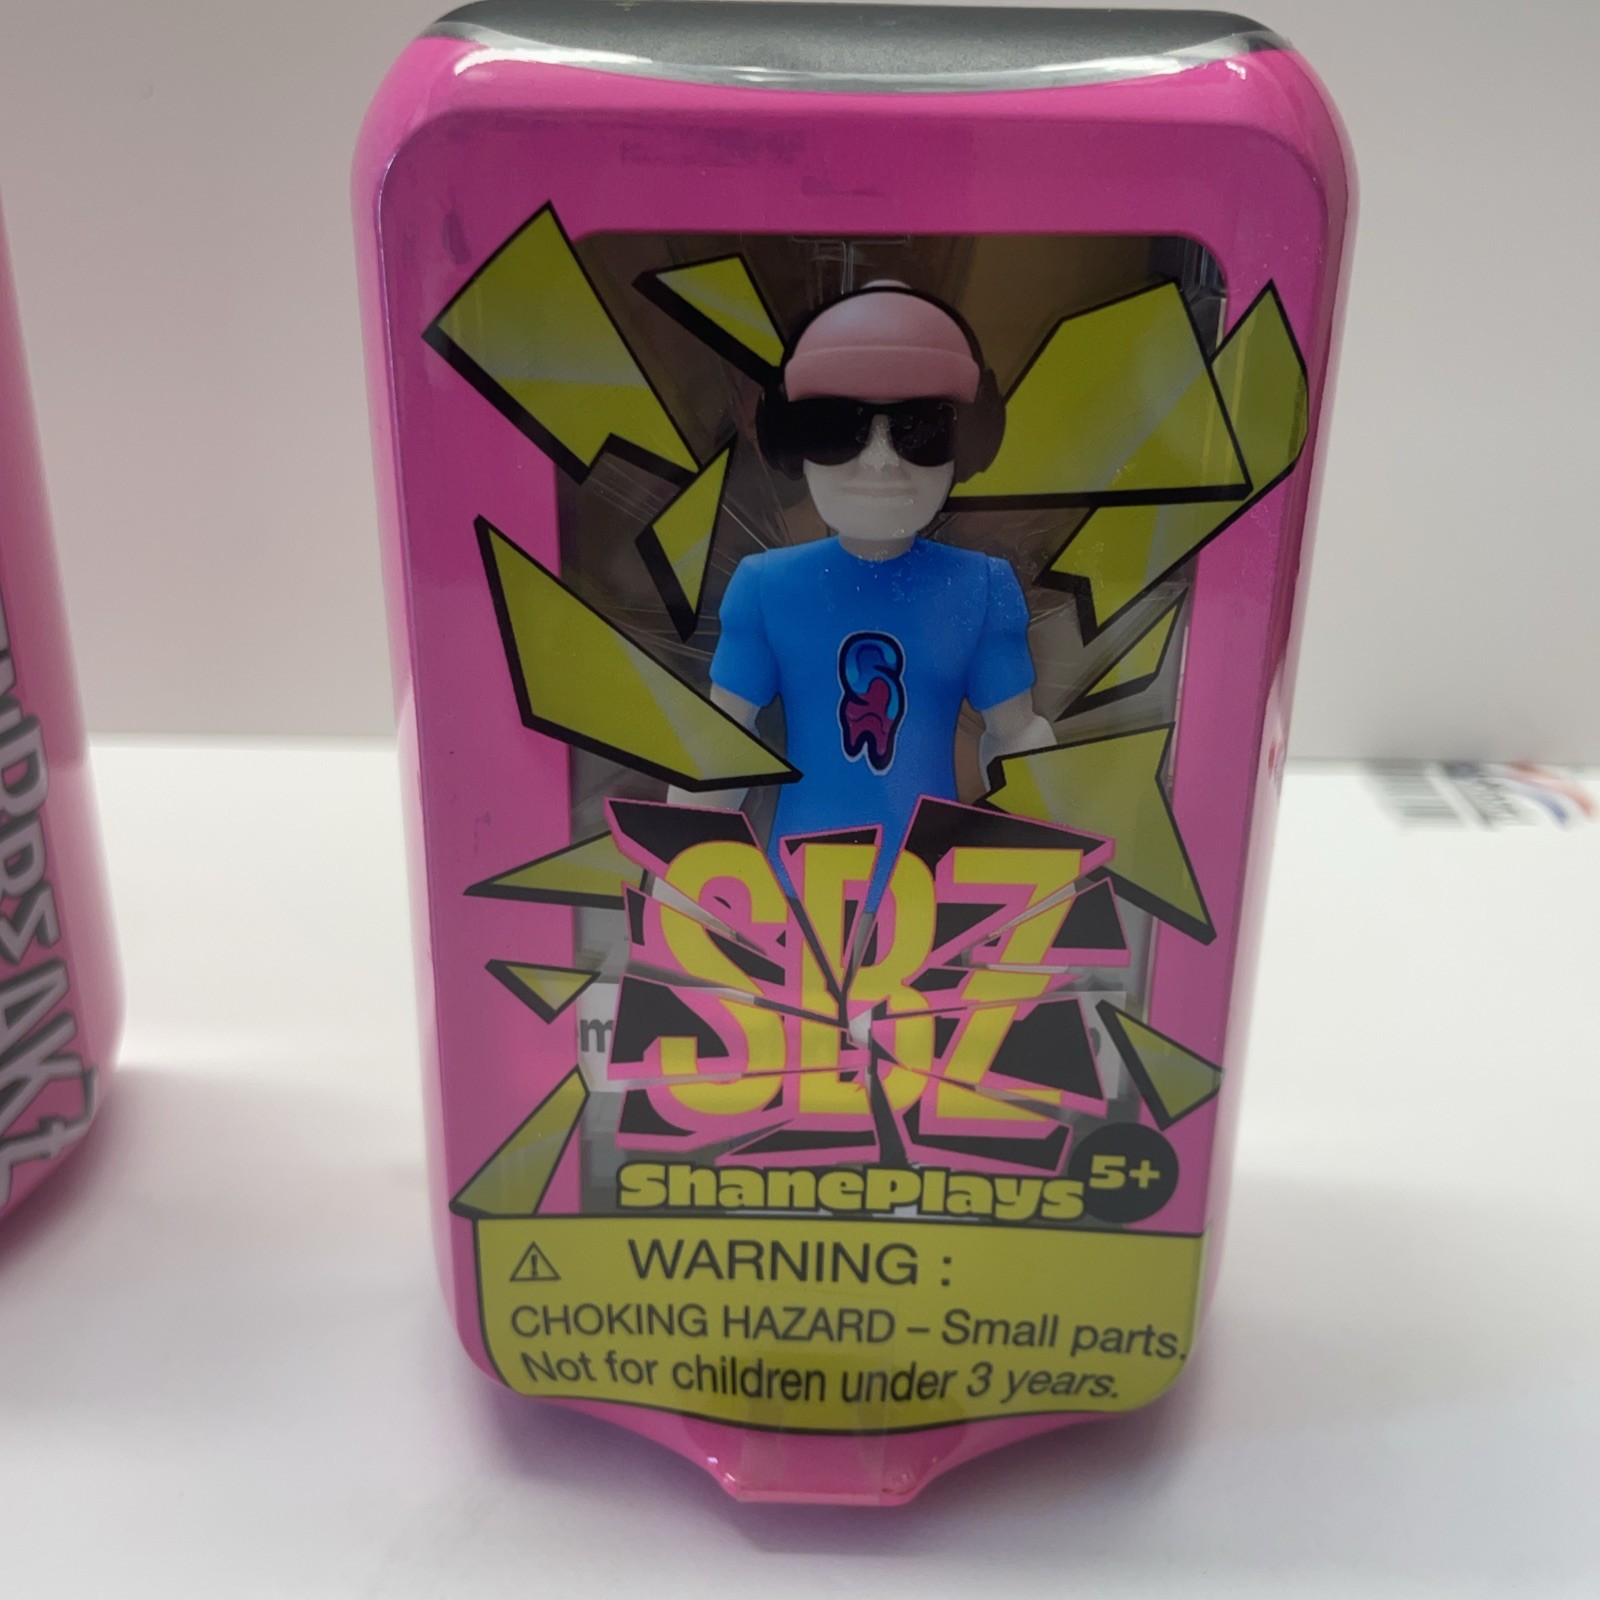 SBZ
ShanePlays
5+
⚠ WARNING :
CHOKING HAZARD – Small parts.
Not for children under 3 years.